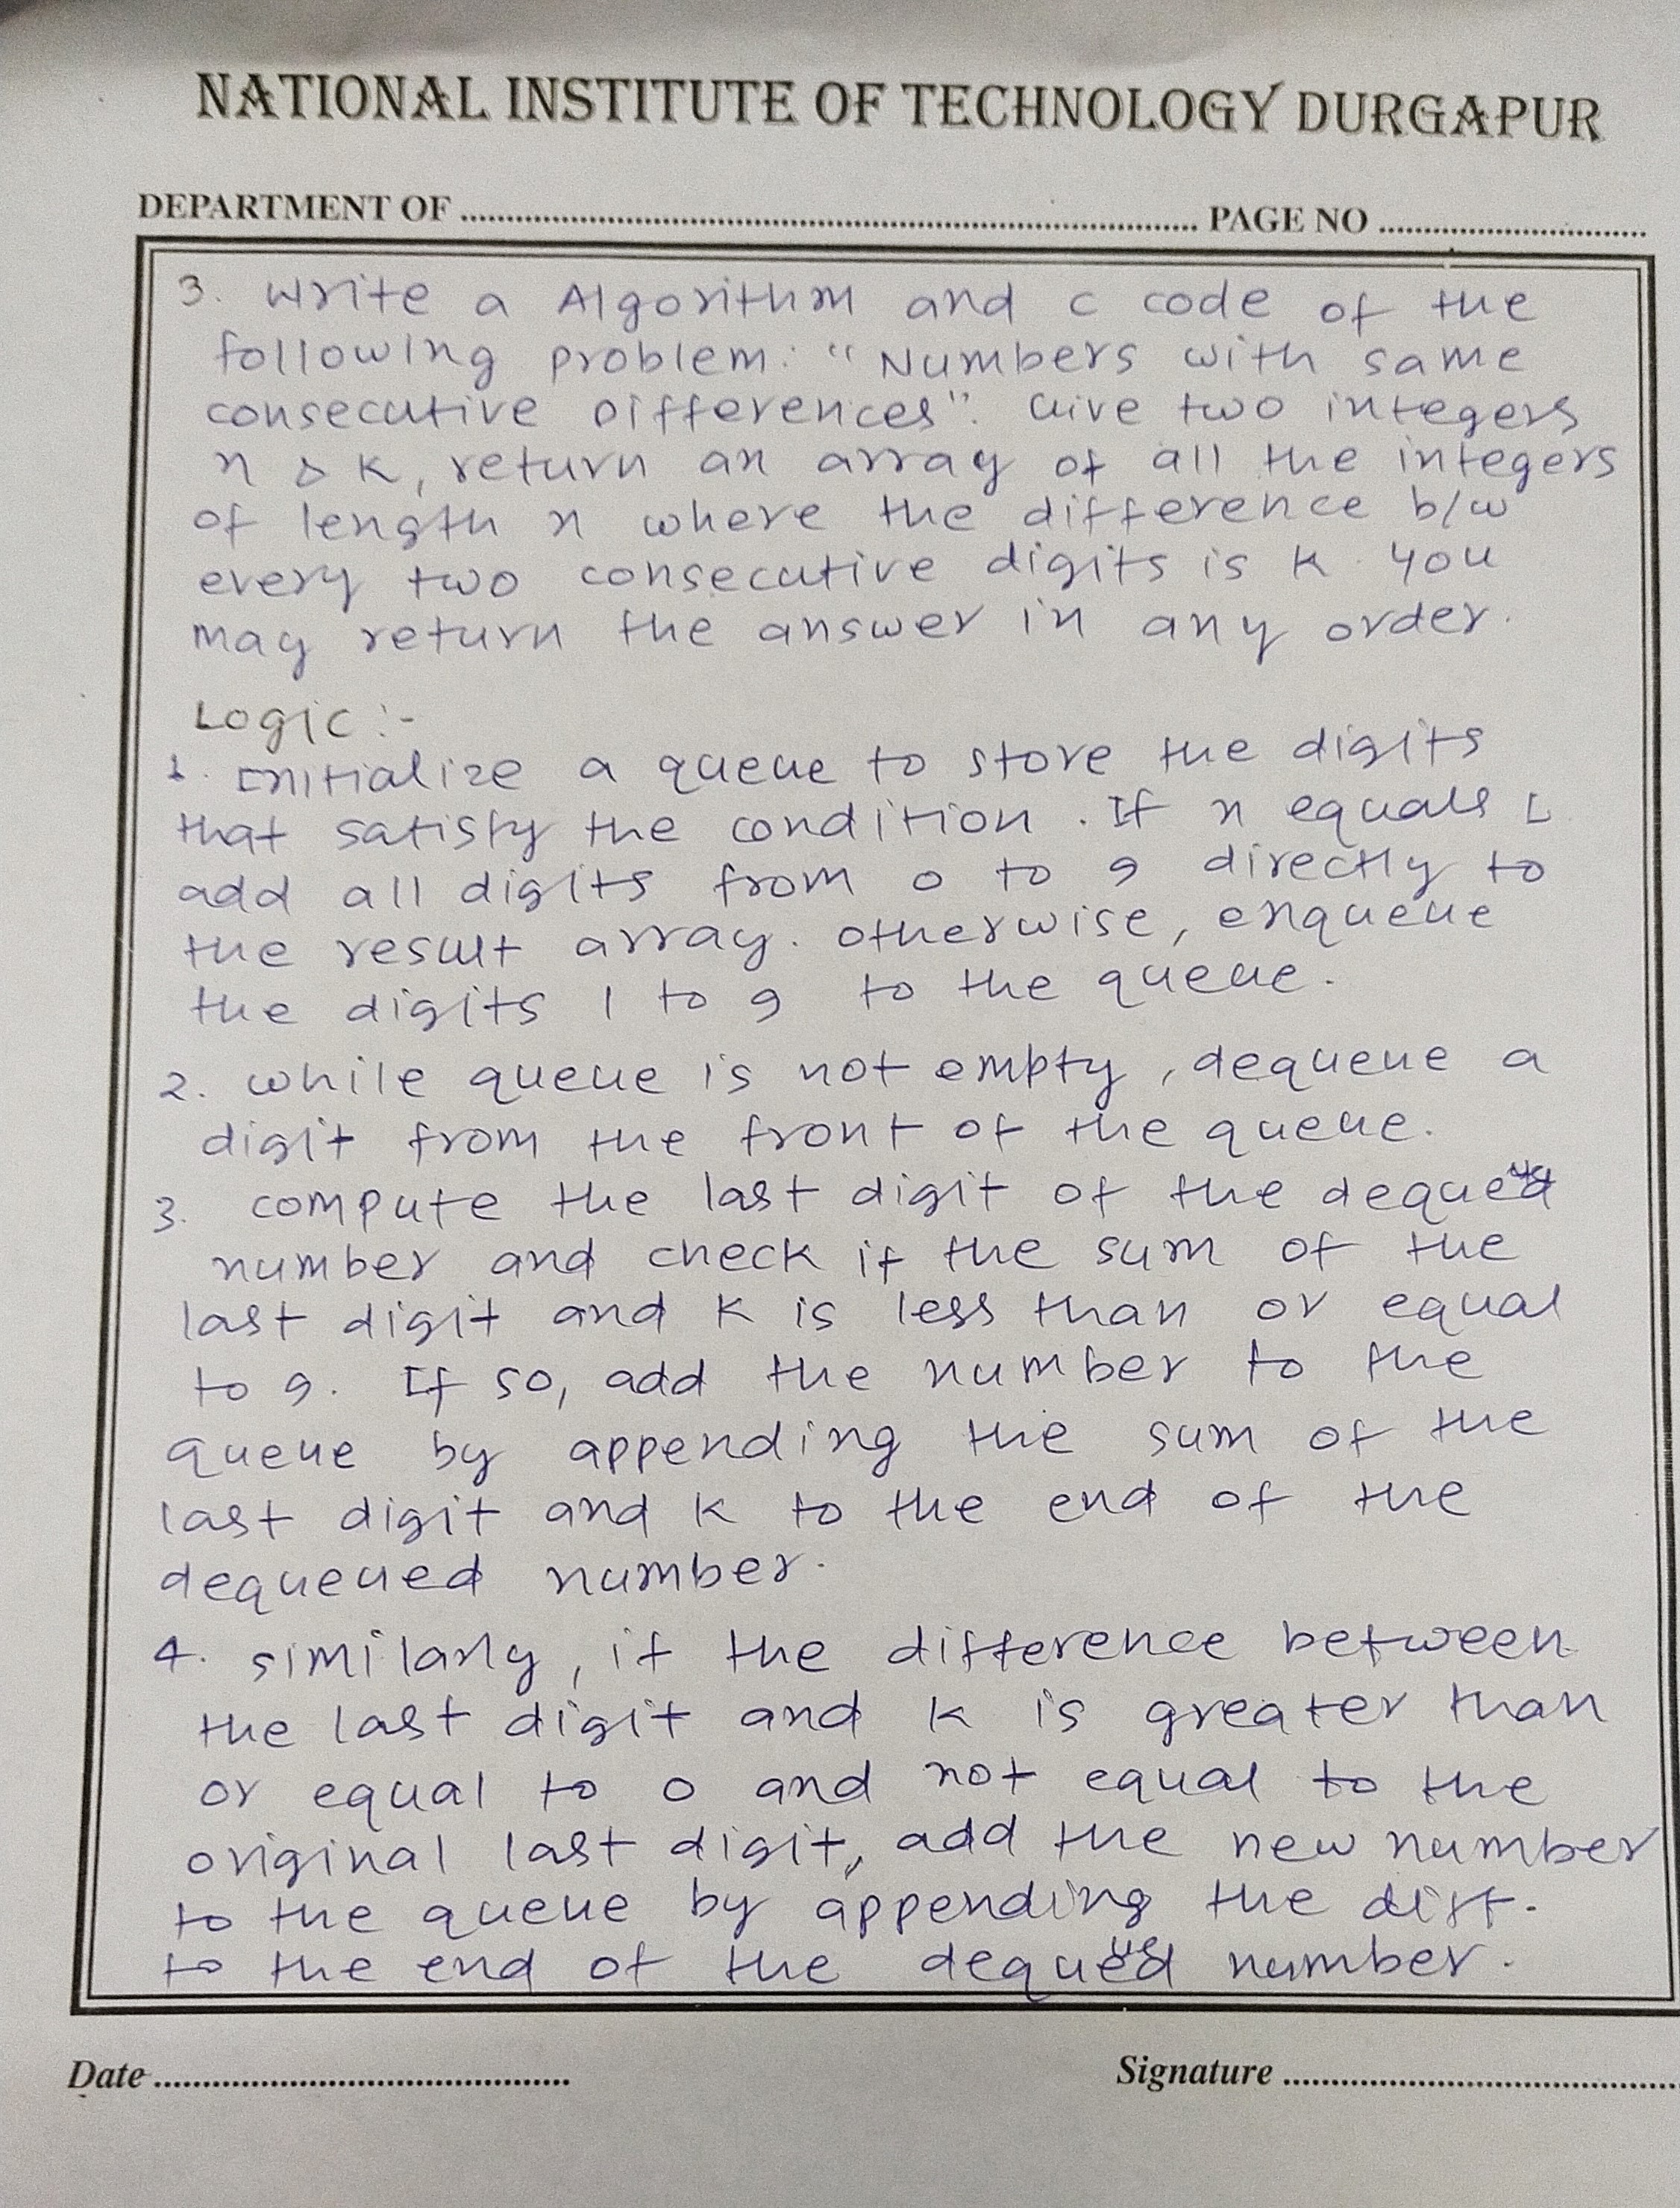 NATIONAL INSTITUTE OF TECHNOLOGY DURGAPUR
DEPARTMENT OF ........................ PAGE NO ................
3. Write a Algorithm and c code of the
following problem: "Numbers with same
consecutive Differences". Give two integers
n & K, return an array of all the integers
of length n where the difference b/w
every two consecutive digits is K. You
may return the answer in any order.
Logic :-
1. Initialize a queue to store the digits
that satisfy the condition. If n equals 1
add all digits from 0 to 9 directly to
the result array. otherwise, enqueue
the digits 1 to 9 to the queue.
2. while queue is not empty, dequeue a
digit from the front of the queue.
3. compute the last digit of the dequeued
number and check if the sum of the
last digit and K is less than or equal
to 9. If so, add the number to the
queue by appending the sum of the
last digit and K to the end of the
dequeued number.
4. similarly, if the difference between
the last digit and K is greater than
or equal to 0 and not equal to the
original last digit, add the new number
to the queue by appending the diff.
to the end of the dequeued number.
Date ........................ Signature ........................